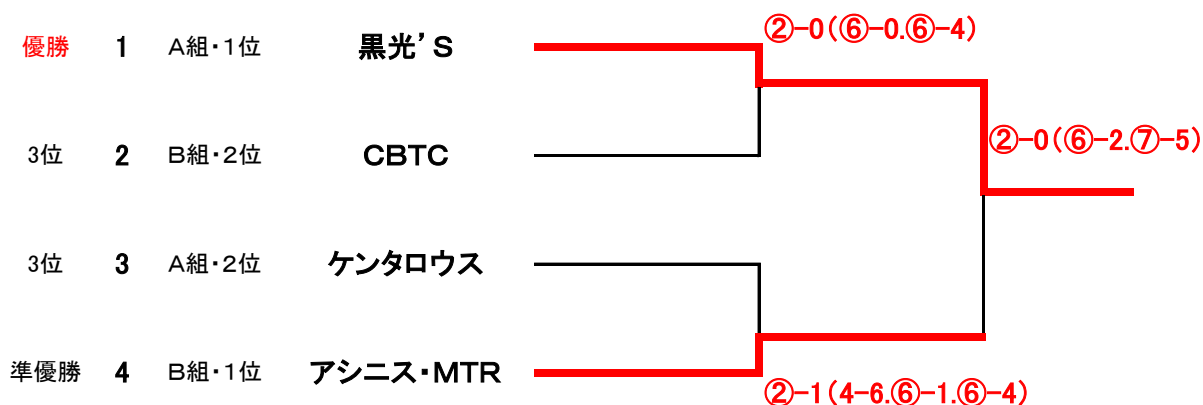 ②-0(⑥-0.⑥-4)
優勝 1 A組・1位 黒光’S
②-0(⑥-2.⑦-5)
3位 2 B組・2位 CBTC
3位 3 A組・2位 ケンタロウス
準優勝 4 B組・1位 アシニス・MTR
②-1(4-6.⑥-1.⑥-4)